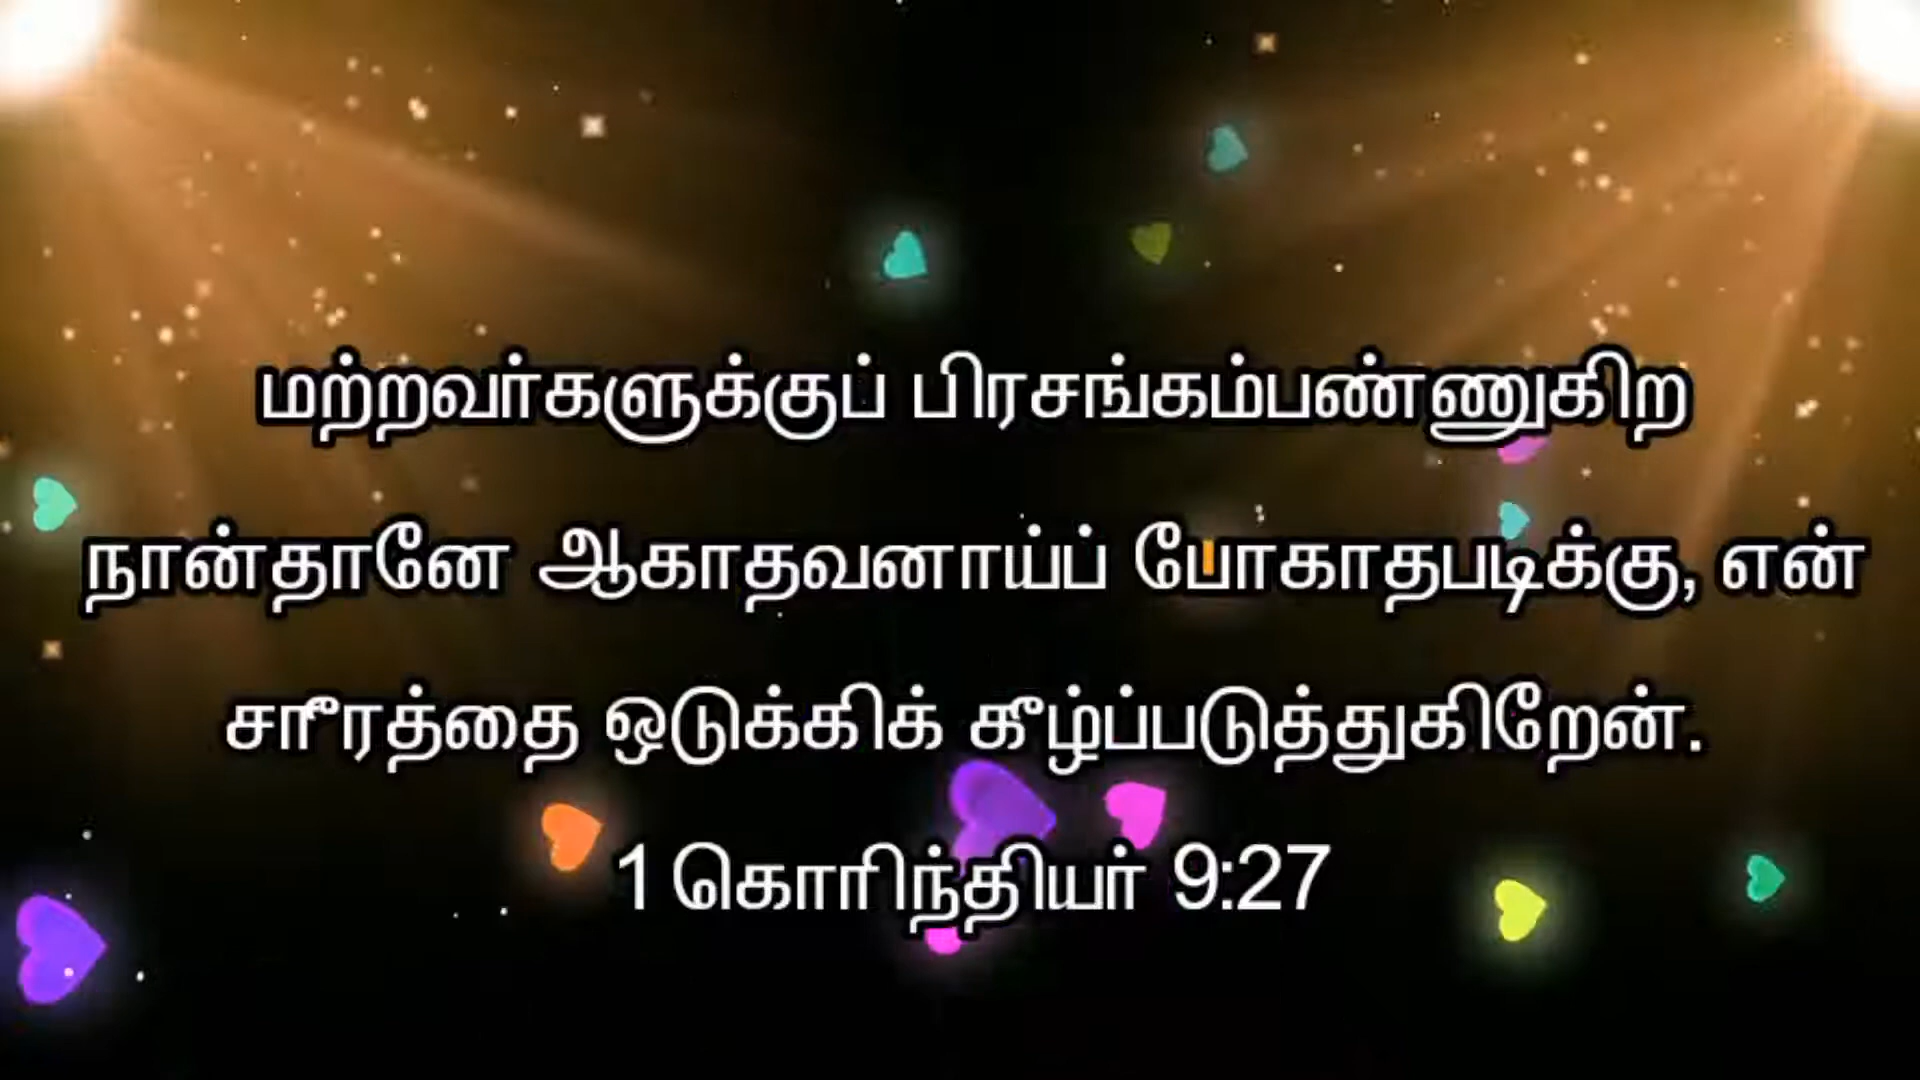 மற்றவர்களுக்குப் பிரசங்கம்பண்ணுகிற
நான்தானே ஆகாதவனாய்ப் போகாதபடிக்கு, என்
சரீரத்தை ஒடுக்கிக் கீழ்ப்படுத்துகிறேன்.
1 கொரிந்தியர் 9:27